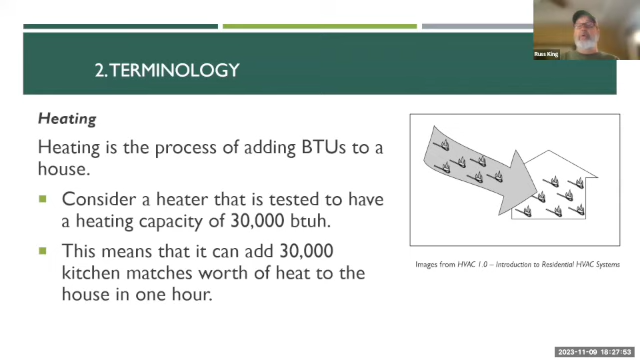 Russ King
2. TERMINOLOGY
Heating
Heating is the process of adding BTUs to a
house.
Consider a heater that is tested to have
a heating capacity of 30,000 btuh.
This means that it can add 30,000
kitchen matches worth of heat to the
house in one hour.
Images from HVAC 1.0 – Introduction to Residential HVAC Systems
2023-11-09 18:27:53